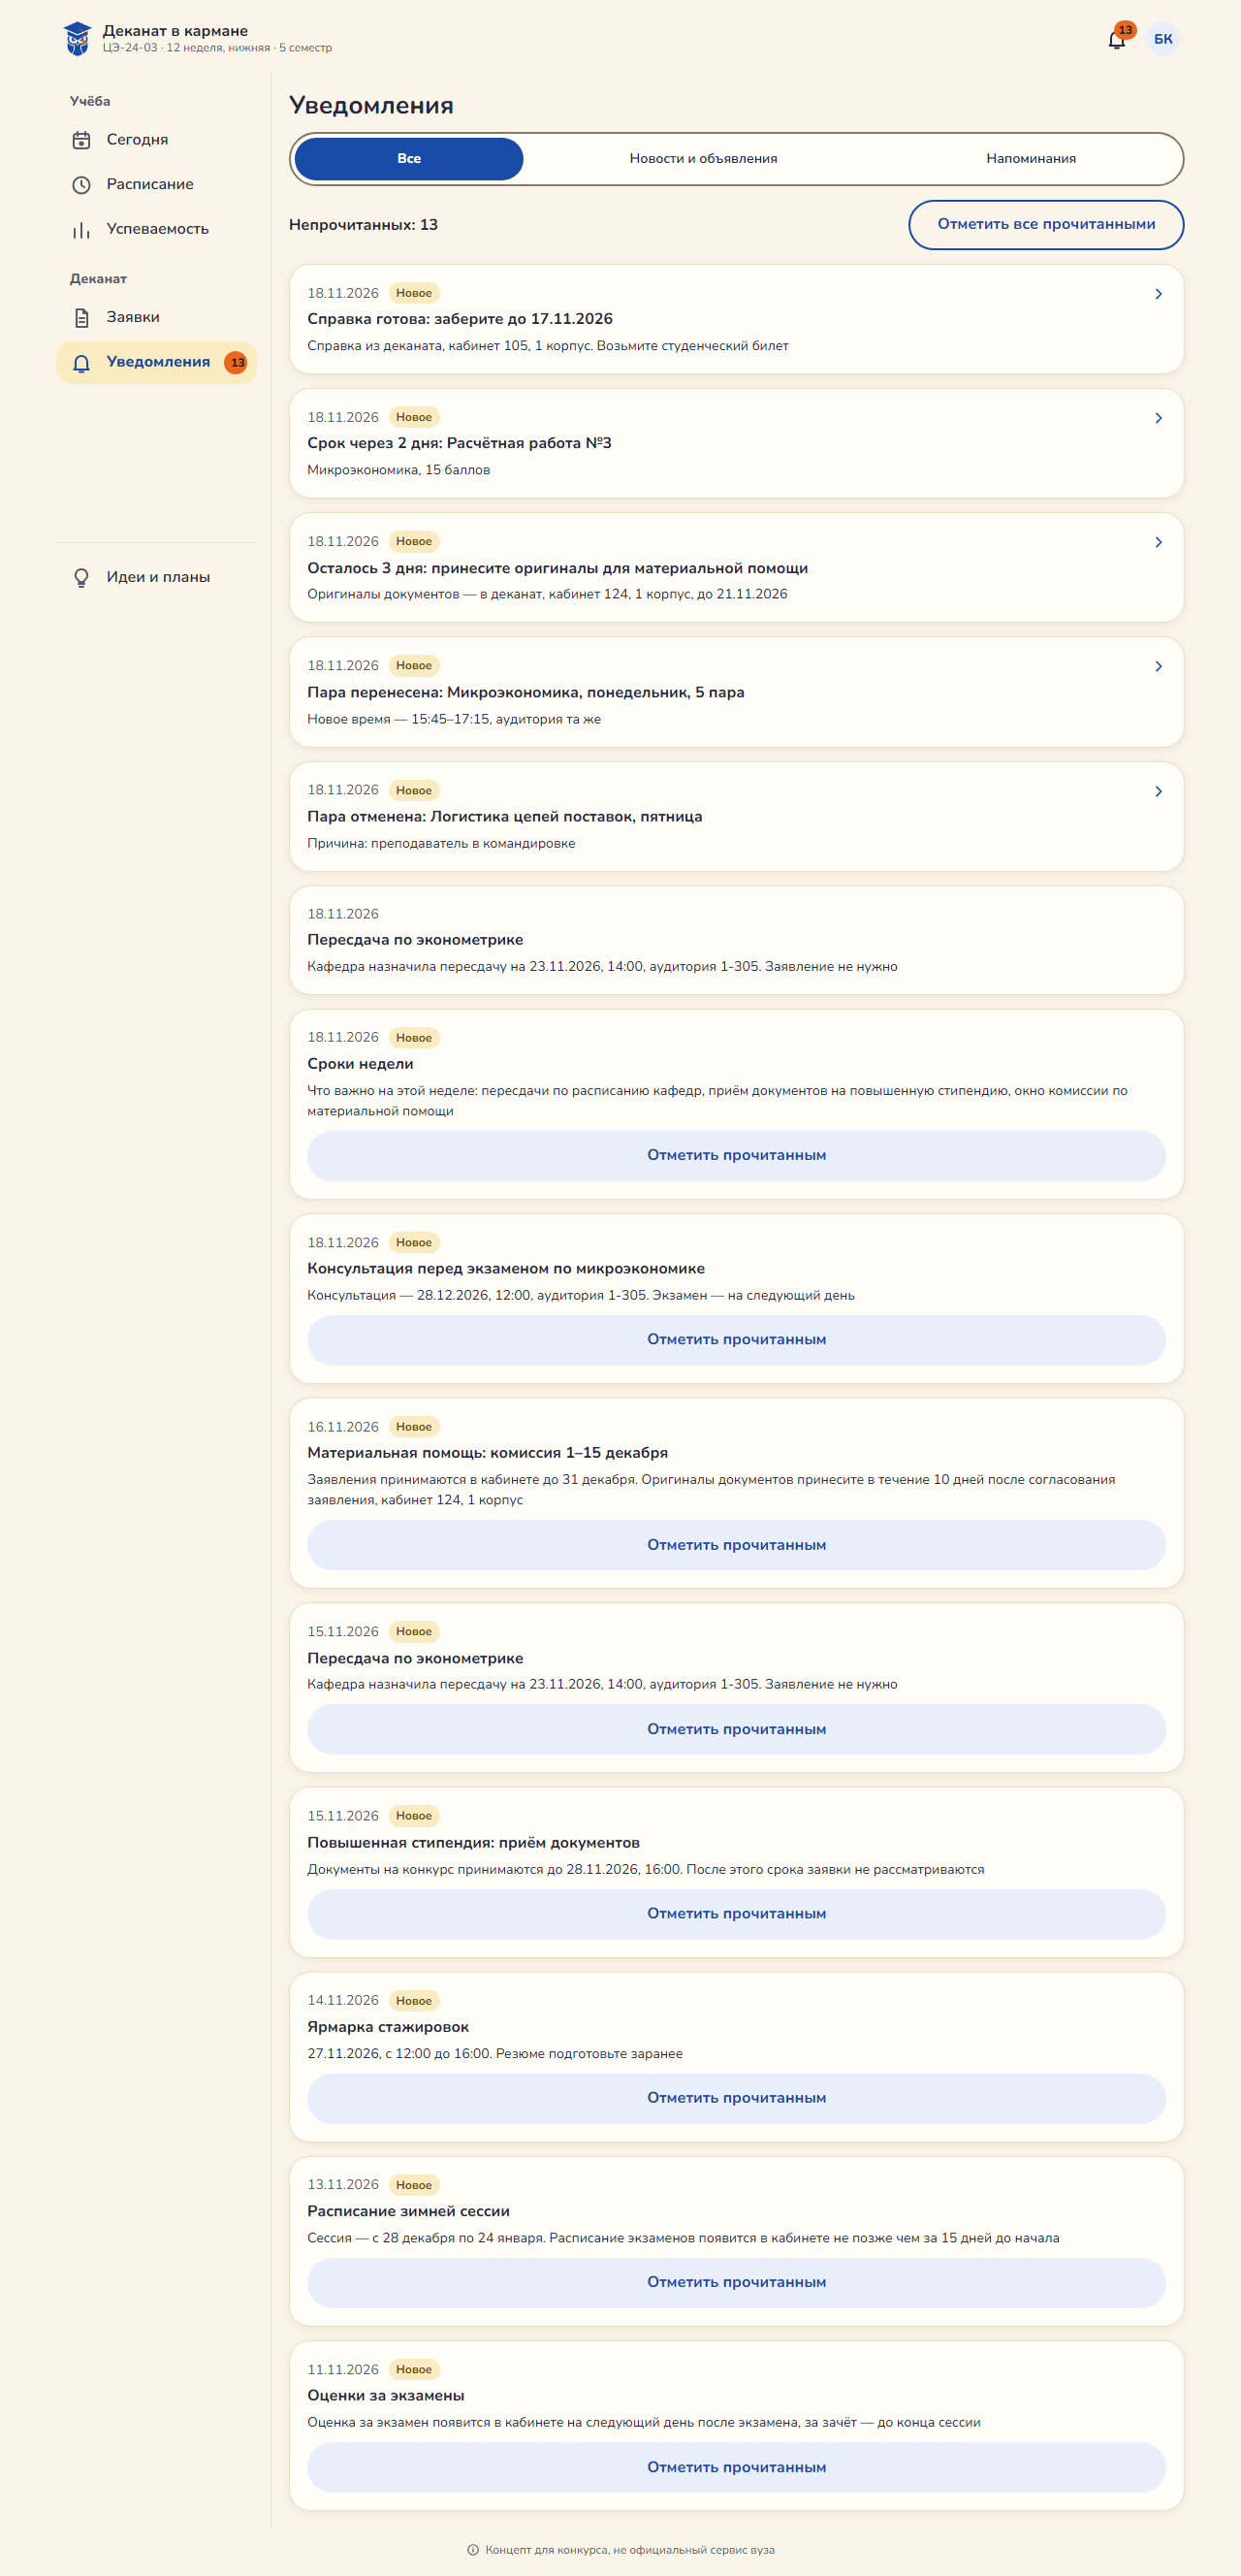 Деканат в кармане
ЦЭ-24-03 · 12 неделя, нижняя · 5 семестр
13
БК
Учёба
Сегодня
Расписание
Успеваемость
Деканат
Заявки
Уведомления 13
Идеи и планы
Уведомления
Все Новости и объявления Напоминания
Непрочитанных: 13 Отметить все прочитанными
18.11.2026 Новое
Справка готова: заберите до 17.11.2026
Справка из деканата, кабинет 105, 1 корпус. Возьмите студенческий билет
18.11.2026 Новое
Срок через 2 дня: Расчётная работа №3
Микроэкономика, 15 баллов
18.11.2026 Новое
Осталось 3 дня: принесите оригиналы для материальной помощи
Оригиналы документов — в деканат, кабинет 124, 1 корпус, до 21.11.2026
18.11.2026 Новое
Пара перенесена: Микроэкономика, понедельник, 5 пара
Новое время — 15:45–17:15, аудитория та же
18.11.2026 Новое
Пара отменена: Логистика цепей поставок, пятница
Причина: преподаватель в командировке
18.11.2026
Пересдача по эконометрике
Кафедра назначила пересдачу на 23.11.2026, 14:00, аудитория 1-305. Заявление не нужно
18.11.2026 Новое
Сроки недели
Что важно на этой неделе: пересдачи по расписанию кафедр, приём документов на повышенную стипендию, окно комиссии по
материальной помощи
Отметить прочитанным
18.11.2026 Новое
Консультация перед экзаменом по микроэкономике
Консультация — 28.12.2026, 12:00, аудитория 1-305. Экзамен — на следующий день
Отметить прочитанным
16.11.2026 Новое
Материальная помощь: комиссия 1–15 декабря
Заявления принимаются в кабинете до 31 декабря. Оригиналы документов принесите в течение 10 дней после согласования
заявления, кабинет 124, 1 корпус
Отметить прочитанным
15.11.2026 Новое
Пересдача по эконометрике
Кафедра назначила пересдачу на 23.11.2026, 14:00, аудитория 1-305. Заявление не нужно
Отметить прочитанным
15.11.2026 Новое
Повышенная стипендия: приём документов
Документы на конкурс принимаются до 28.11.2026, 16:00. После этого срока заявки не рассматриваются
Отметить прочитанным
14.11.2026 Новое
Ярмарка стажировок
27.11.2026, с 12:00 до 16:00. Резюме подготовьте заранее
Отметить прочитанным
13.11.2026 Новое
Расписание зимней сессии
Сессия — с 28 декабря по 24 января. Расписание экзаменов появится в кабинете не позже чем за 15 дней до начала
Отметить прочитанным
11.11.2026 Новое
Оценки за экзамены
Оценка за экзамен появится в кабинете на следующий день после экзамена, за зачёт — до конца сессии
Отметить прочитанным
Концепт для конкурса, не официальный сервис вуза